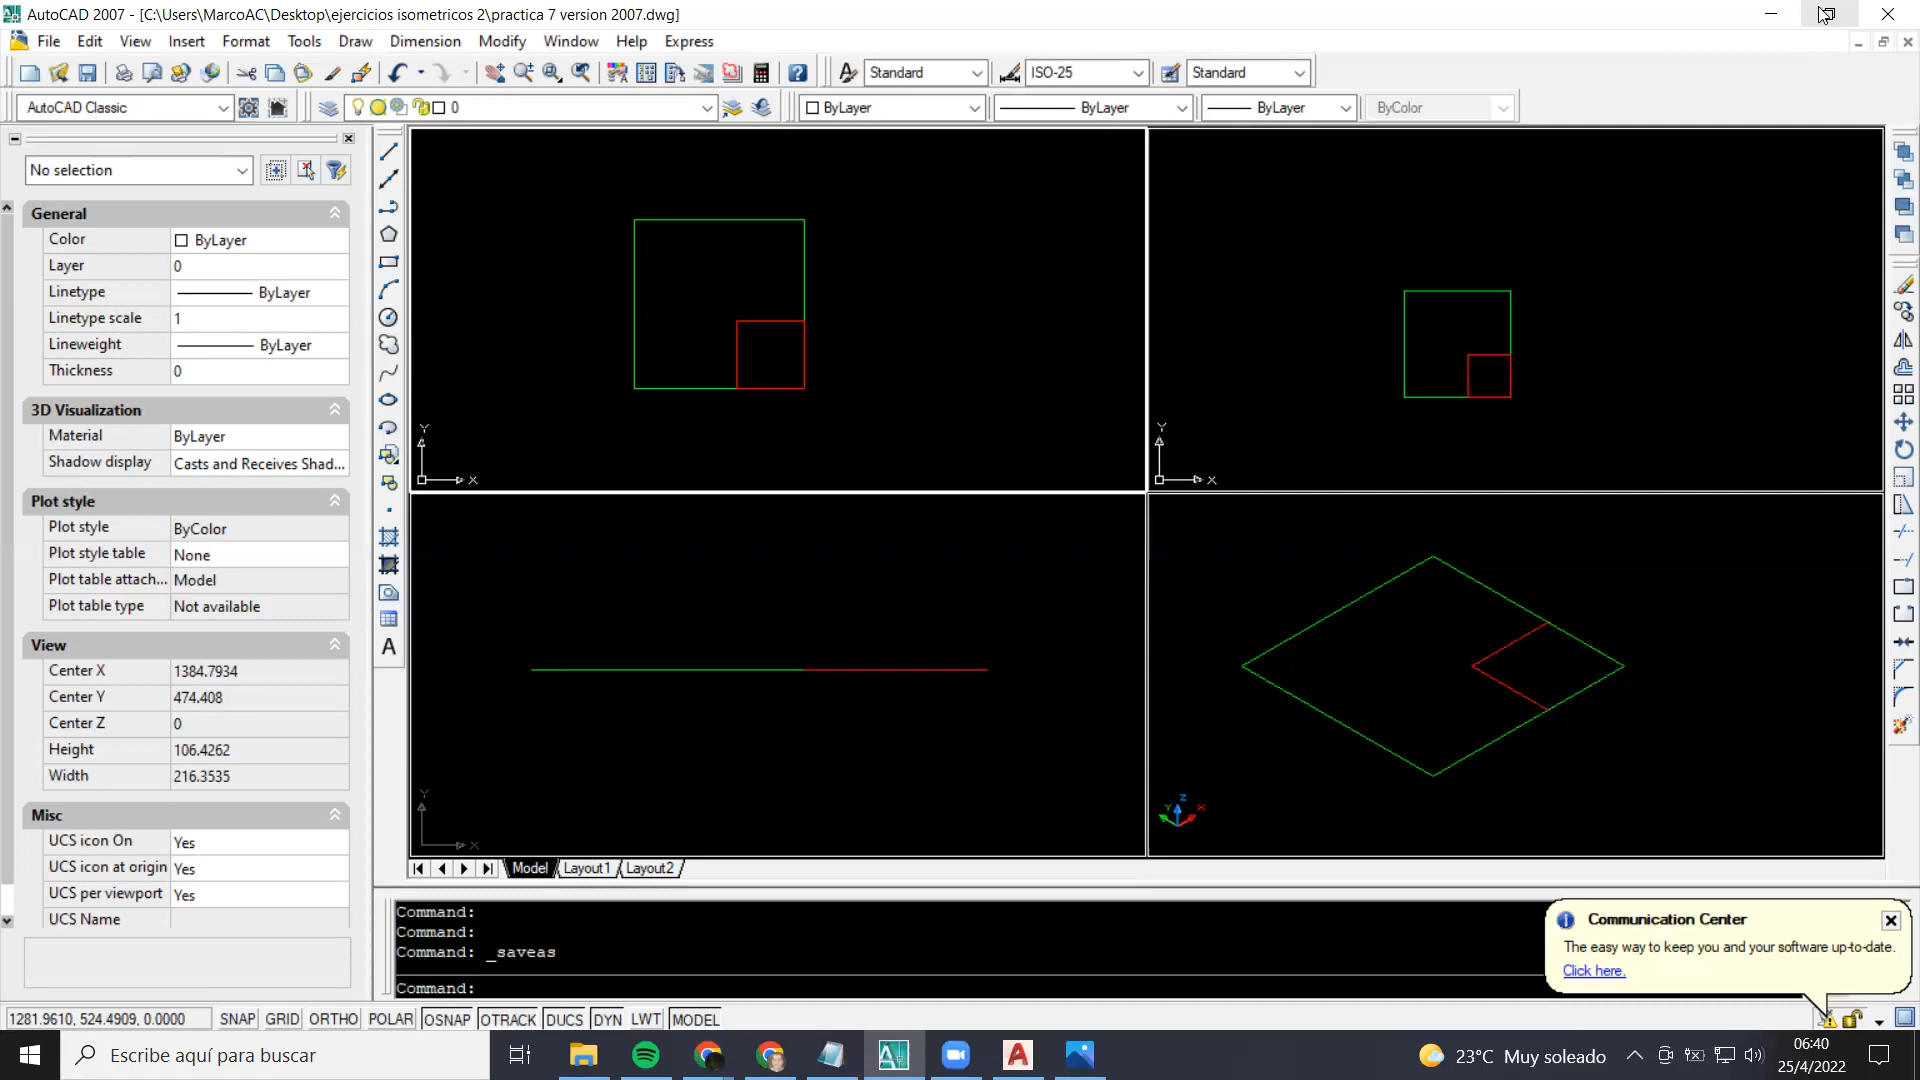 AutoCAD 2007 - [C:\Users\MarcoAC\Desktop\ejercicios isometricos 2\practica 7 version 2007.dwg]
File Edit View Insert Format Tools Draw Dimension Modify Window Help Express
Standard ISO-25 Standard
AutoCAD Classic 0 ByLayer ByLayer ByLayer ByColor
No selection
General
Color ByLayer
Layer 0
Linetype ByLayer
Linetype scale 1
Lineweight ByLayer
Thickness 0
3D Visualization
Material ByLayer
Shadow display Casts and Receives Shad...
Plot style
Plot style ByColor
Plot style table None
Plot table attach... Model
Plot table type Not available
View
Center X 1384.7934
Center Y 474.408
Center Z 0
Height 106.4262
Width 216.3535
Misc
UCS icon On Yes
UCS icon at origin Yes
UCS per viewport Yes
UCS Name
A
Y
X
Y
X
Y
X
Z
Y X
Model Layout1 Layout2
Command:
Command:
Command: _saveas
Command:
Communication Center
The easy way to keep you and your software up-to-date.
Click here.
1281.9610, 524.4909, 0.0000 SNAP GRID ORTHO POLAR OSNAP OTRACK DUCS DYN LWT MODEL
Escribe aquí para buscar
23°C Muy soleado
06:40
25/4/2022